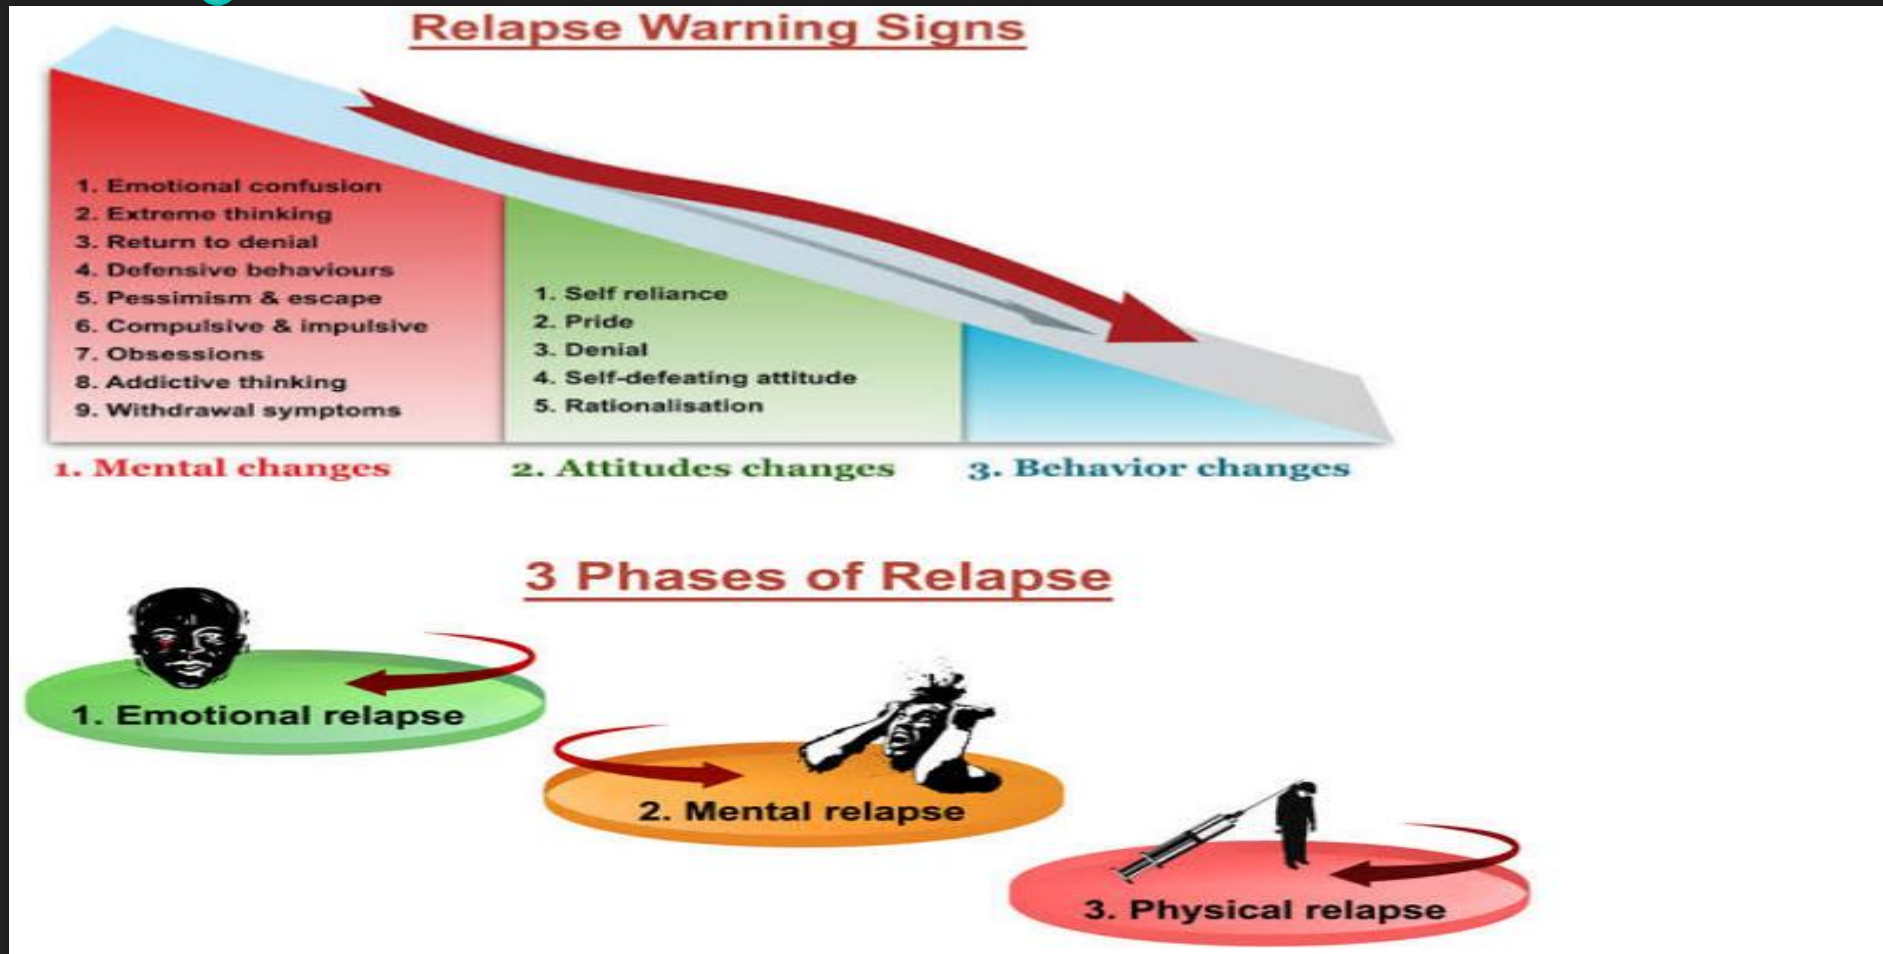 Relapse Warning Signs
1. Emotional confusion
2. Extreme thinking
3. Return to denial
4. Defensive behaviours
5. Pessimism & escape
6. Compulsive & impulsive
7. Obsessions
8. Addictive thinking
9. Withdrawal symptoms
1. Self reliance
2. Pride
3. Denial
4. Self-defeating attitude
5. Rationalisation
1. Mental changes
2. Attitudes changes
3. Behavior changes
3 Phases of Relapse
1. Emotional relapse
2. Mental relapse
3. Physical relapse